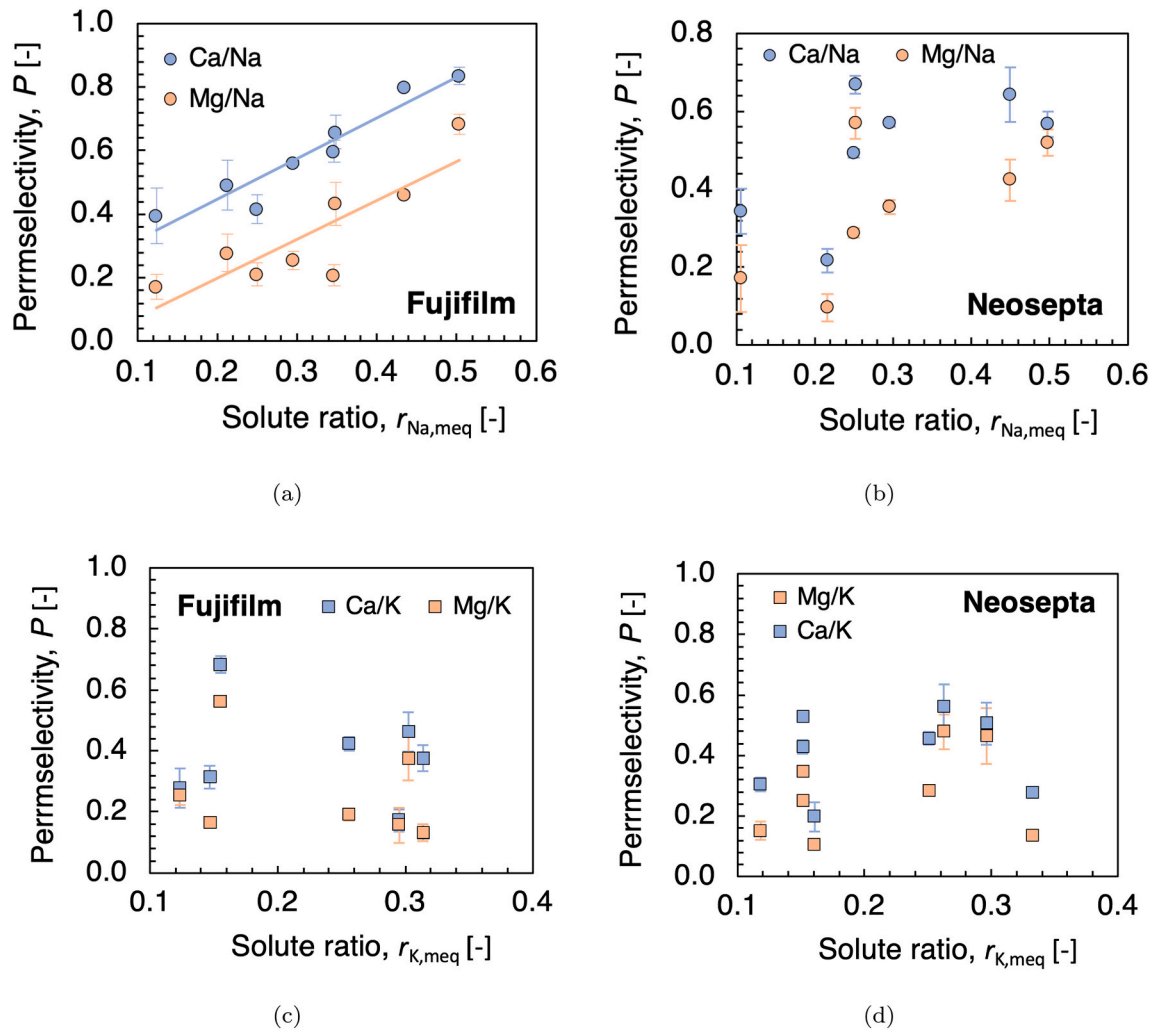 Perrmselectivity, P [-]
1.0
0.8
0.6
0.4
0.2
0.0
Ca/Na
Mg/Na
Fujifilm
0.1 0.2 0.3 0.4 0.5 0.6
Solute ratio, rNa,meq [-]
(a)
Perrmselectivity, P [-]
0.8
0.6
0.4
0.2
0.0
Ca/Na Mg/Na
Neosepta
0.1 0.2 0.3 0.4 0.5 0.6
Solute ratio, rNa,meq [-]
(b)
Perrmselectivity, P [-]
1.0
0.8
0.6
0.4
0.2
0.0
Fujifilm Ca/K Mg/K
0.1 0.2 0.3 0.4
Solute ratio, rK,meq [-]
(c)
Perrmselectivity, P [-]
1.0
0.8
0.6
0.4
0.2
0.0
Mg/K
Ca/K
Neosepta
0.1 0.2 0.3 0.4
Solute ratio, rK,meq [-]
(d)